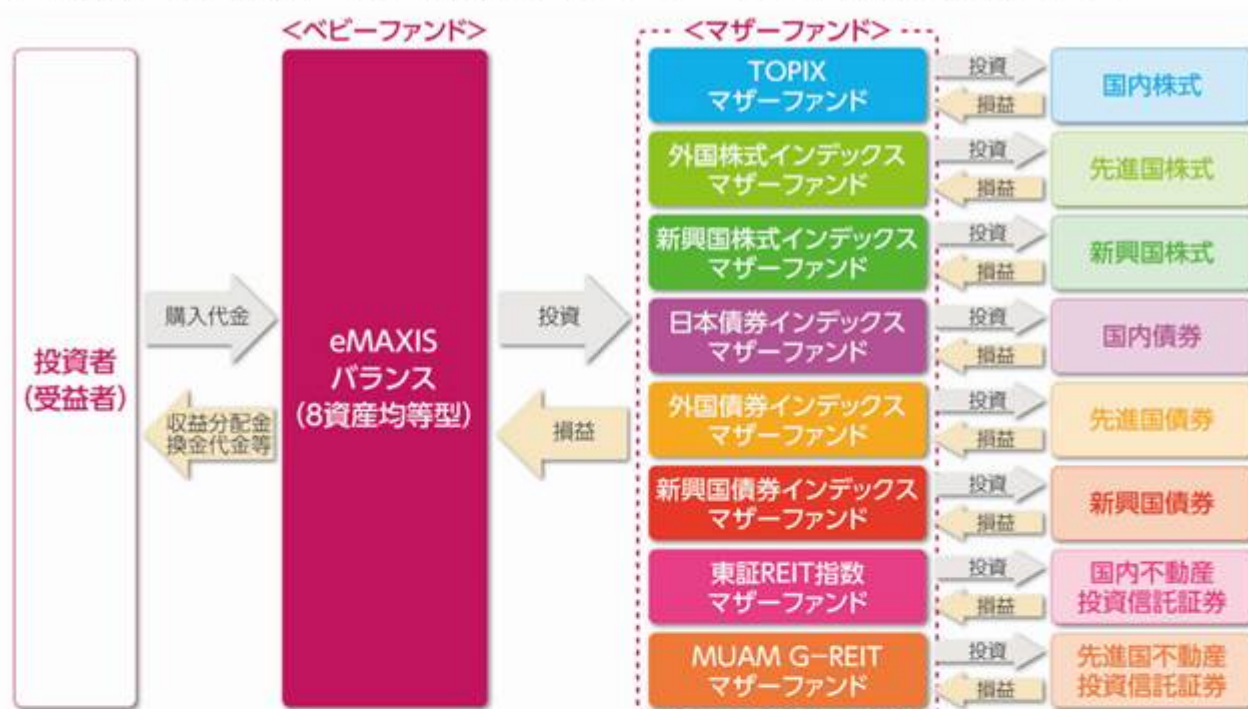 <ベビーファンド>
<マザーファンド>
投資者
(受益者)
購入代金
収益分配金
換金代金等
eMAXIS
バランス
(8資産均等型)
投資
損益
TOPIX
マザーファンド
投資
損益
国内株式
外国株式インデックス
マザーファンド
投資
損益
先進国株式
新興国株式インデックス
マザーファンド
投資
損益
新興国株式
日本債券インデックス
マザーファンド
投資
損益
国内債券
外国債券インデックス
マザーファンド
投資
損益
先進国債券
新興国債券インデックス
マザーファンド
投資
損益
新興国債券
東証REIT指数
マザーファンド
投資
損益
国内不動産
投資信託証券
MUAM G-REIT
マザーファンド
投資
損益
先進国不動産
投資信託証券